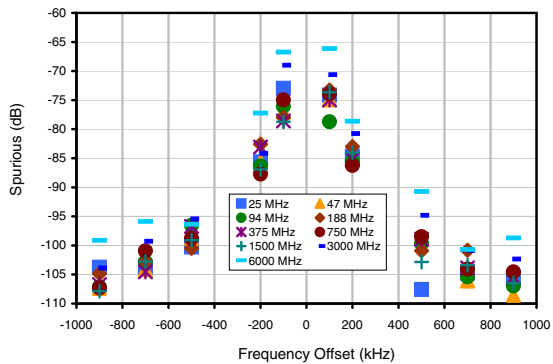 -60
-65
-70
-75
-80
-85
-90
-95
-100
-105
-110
Spurious (dB)
25 MHz 47 MHz
94 MHz 188 MHz
375 MHz 750 MHz
1500 MHz 3000 MHz
6000 MHz
-1000 -800 -600 -400 -200 0 200 400 600 800 1000
Frequency Offset (kHz)